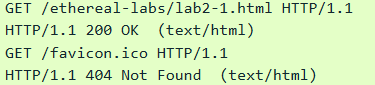 GET /ethereal-labs/lab2-1.html HTTP/1.1
HTTP/1.1 200 OK  (text/html)
GET /favicon.ico HTTP/1.1
HTTP/1.1 404 Not Found  (text/html)